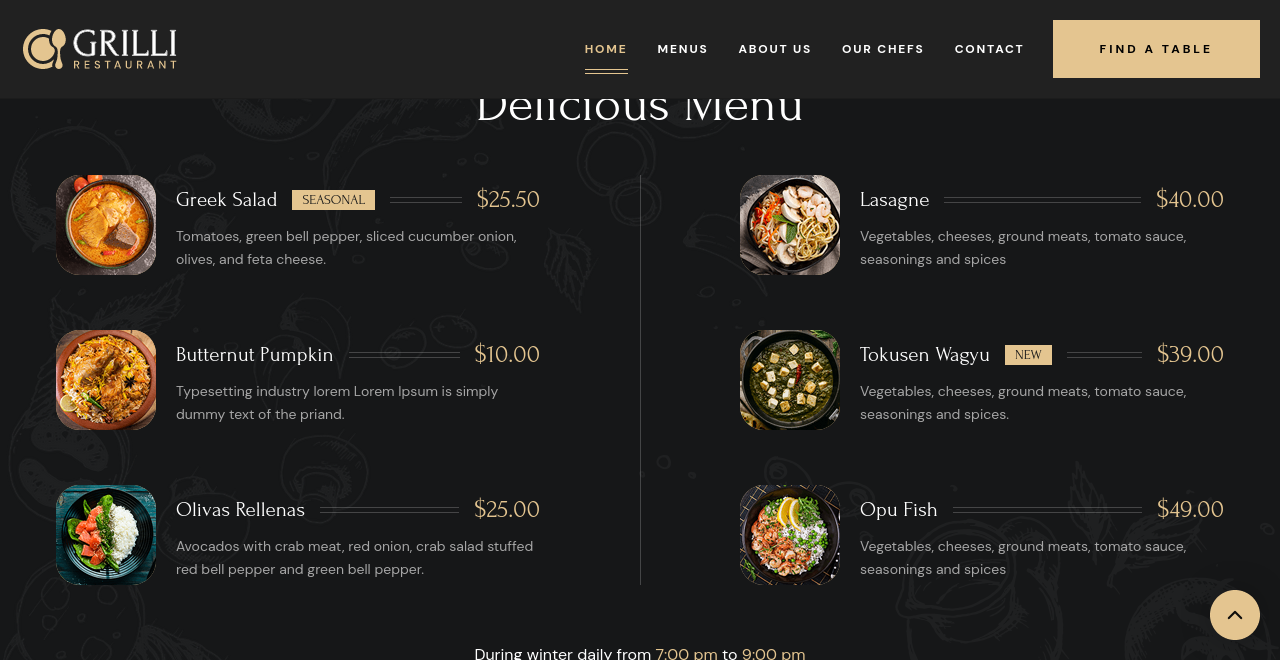 GRILLI
RESTAURANT
HOME
MENUS
ABOUT US
OUR CHEFS
CONTACT
FIND A TABLE
Delicious Menu
Greek Salad SEASONAL $25.50
Tomatoes, green bell pepper, sliced cucumber onion,
olives, and feta cheese.
Butternut Pumpkin $10.00
Typesetting industry lorem Lorem Ipsum is simply
dummy text of the priand.
Olivas Rellenas $25.00
Avocados with crab meat, red onion, crab salad stuffed
red bell pepper and green bell pepper.
Lasagne $40.00
Vegetables, cheeses, ground meats, tomato sauce,
seasonings and spices
Tokusen Wagyu NEW $39.00
Vegetables, cheeses, ground meats, tomato sauce,
seasonings and spices.
Opu Fish $49.00
Vegetables, cheeses, ground meats, tomato sauce,
seasonings and spices
During winter daily from 7:00 pm to 9:00 pm